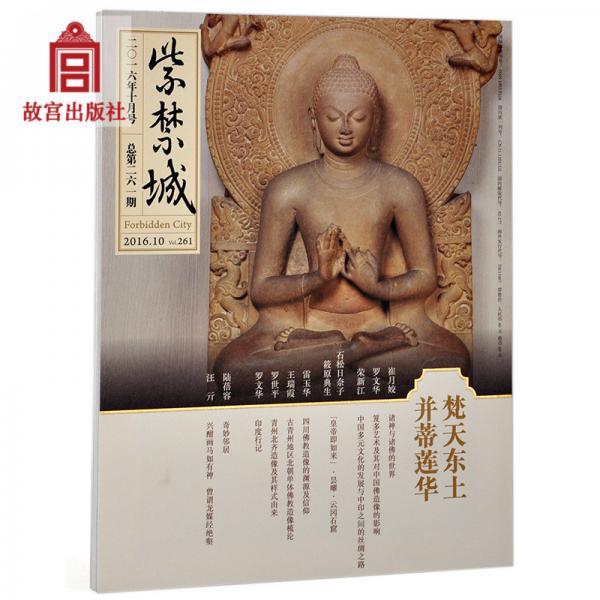 故宫出版社
紫禁城
二〇一六年十月号 总第二六一期
Forbidden City
2016.10 Vol.261
梵天东土
并蒂莲华
崔月姣 诸神与诸佛的世界
罗文华 笈多艺术及其对中国佛造像的影响
荣新江 中国多元文化的发展与中印之间的丝绸之路
石松日奈子
筱原典生 「皇帝即如来」·昙曜·云冈石窟
雷玉华 四川佛教造像的渊源及信仰
王瑞霞 古青州地区北朝单体佛教造像概论
罗世平 青州北齐造像及其样式由来
罗文华 印度行记
陆蓓容 奇妙邻居
汪亓 兴酣画马如有神 曾谓龙媒经绝壑